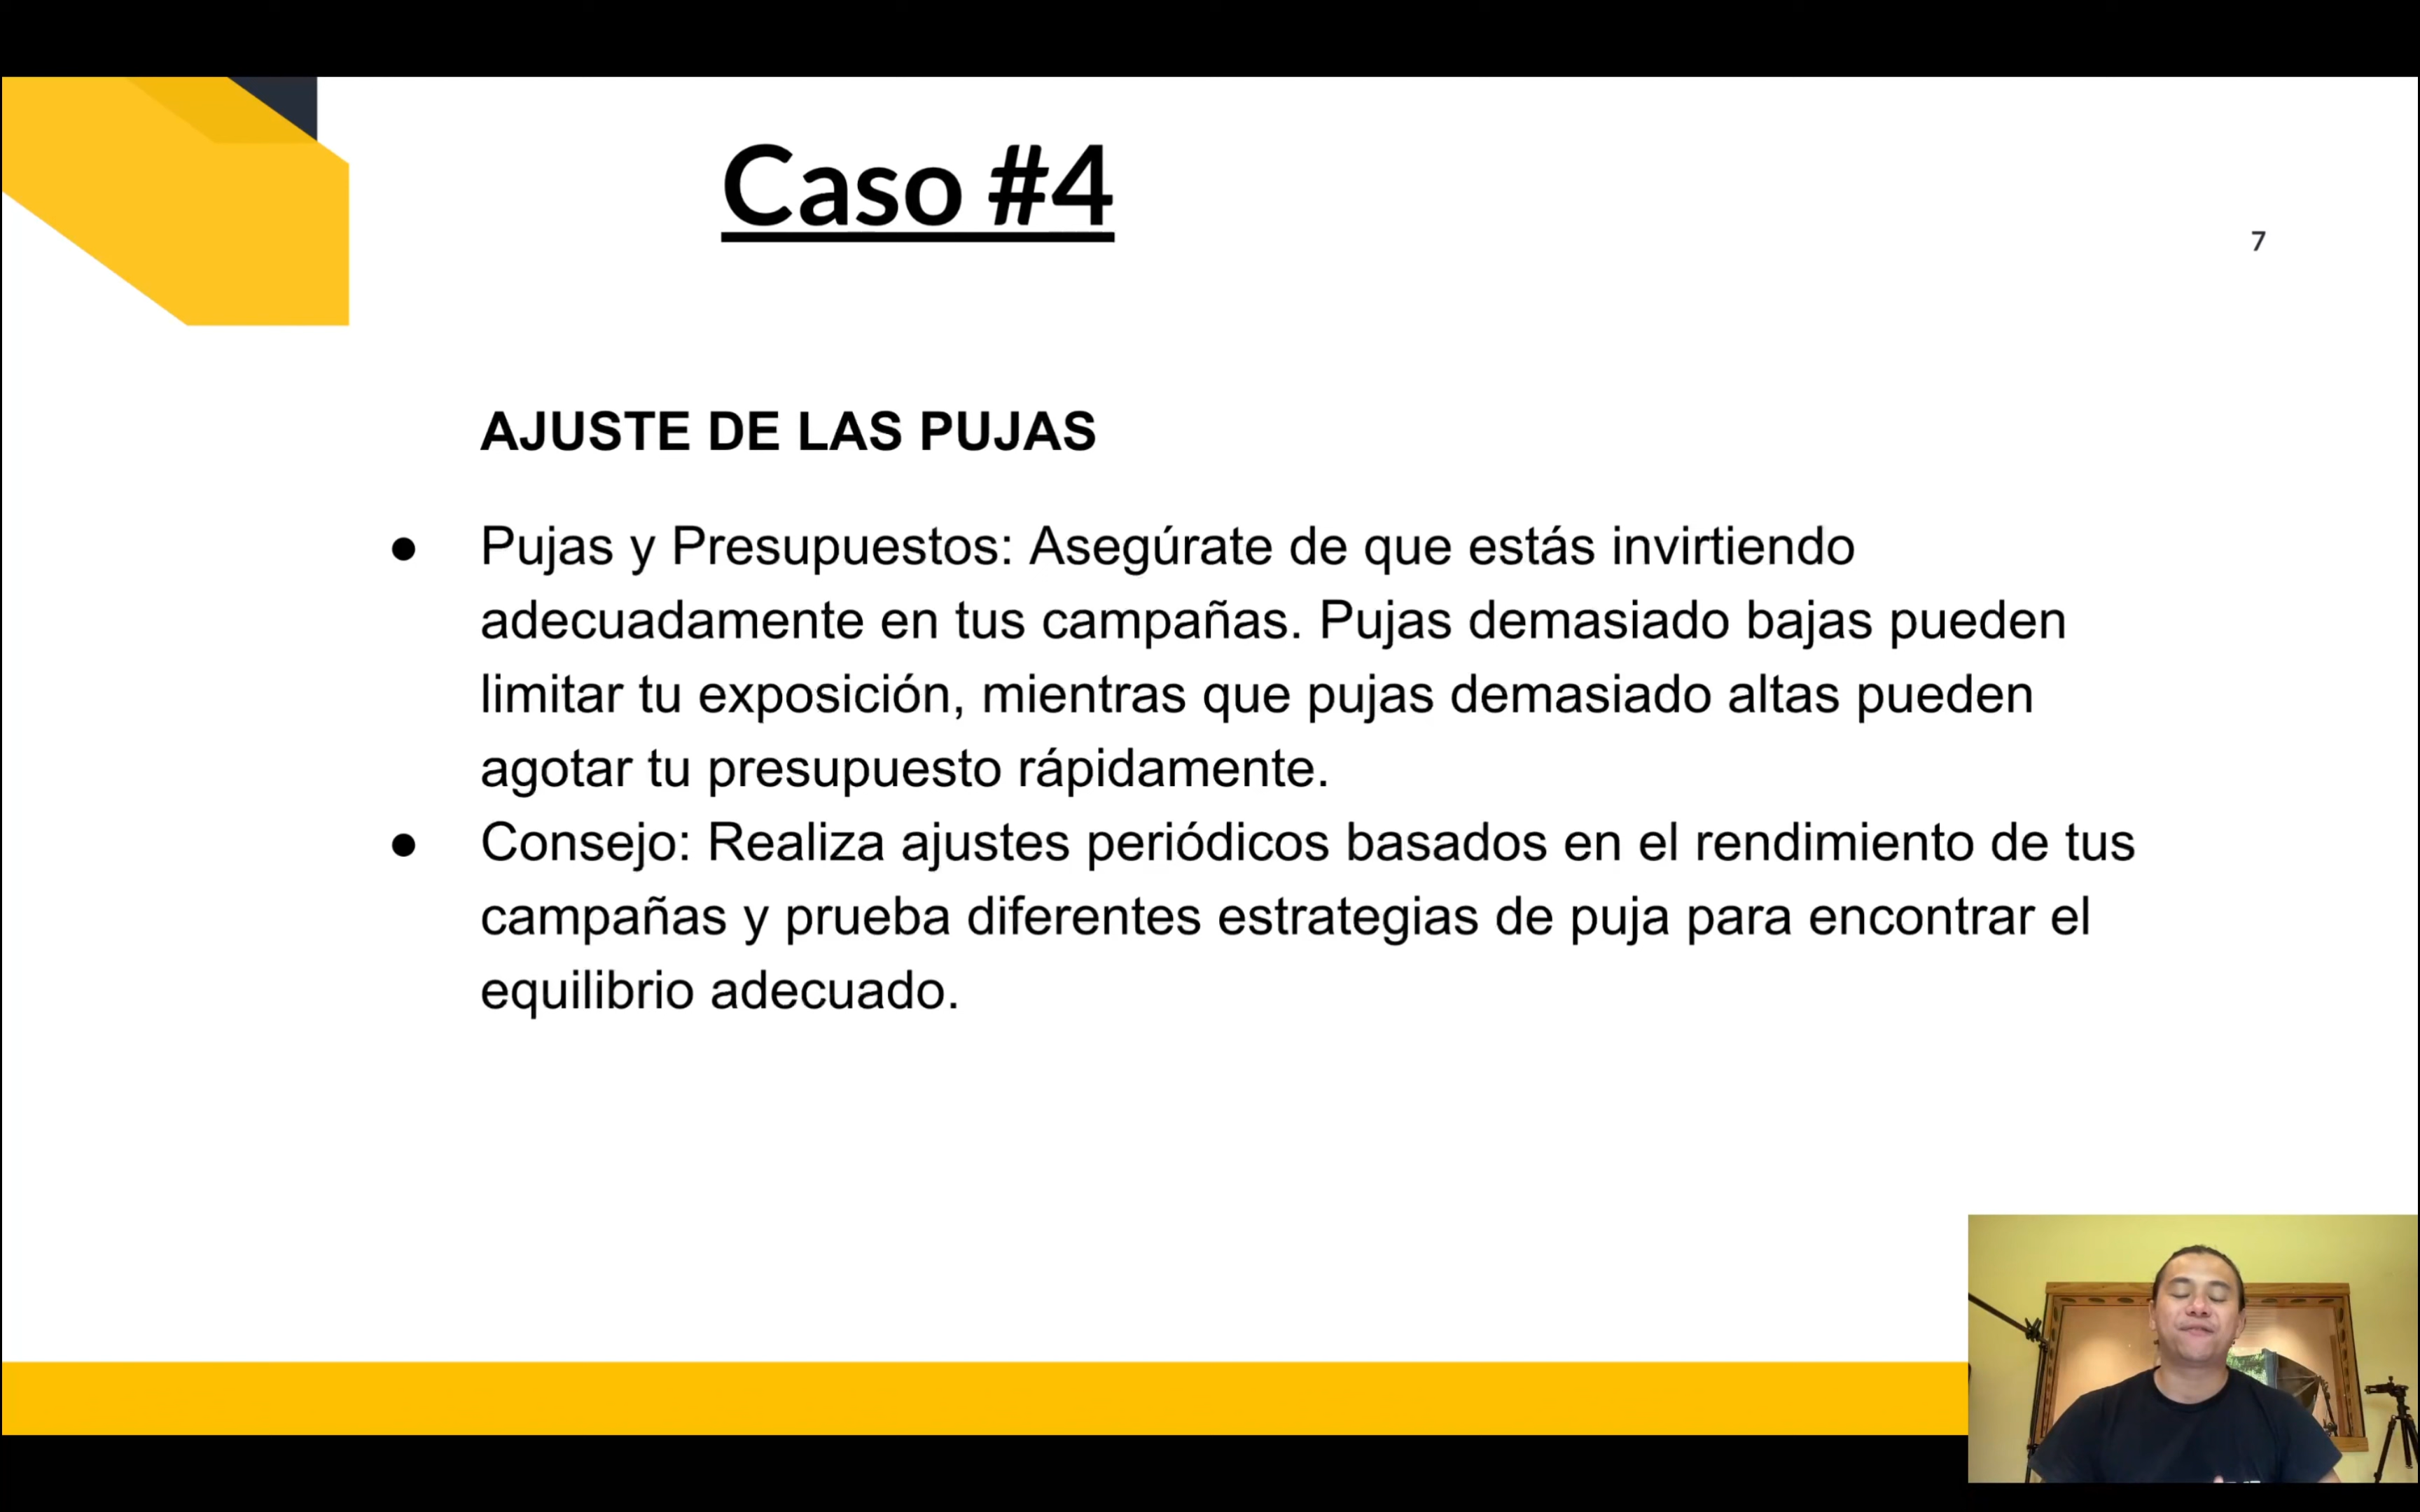 Caso #4
7
AJUSTE DE LAS PUJAS
● Pujas y Presupuestos: Asegúrate de que estás invirtiendo
adecuadamente en tus campañas. Pujas demasiado bajas pueden
limitar tu exposición, mientras que pujas demasiado altas pueden
agotar tu presupuesto rápidamente.
● Consejo: Realiza ajustes periódicos basados en el rendimiento de tus
campañas y prueba diferentes estrategias de puja para encontrar el
equilibrio adecuado.